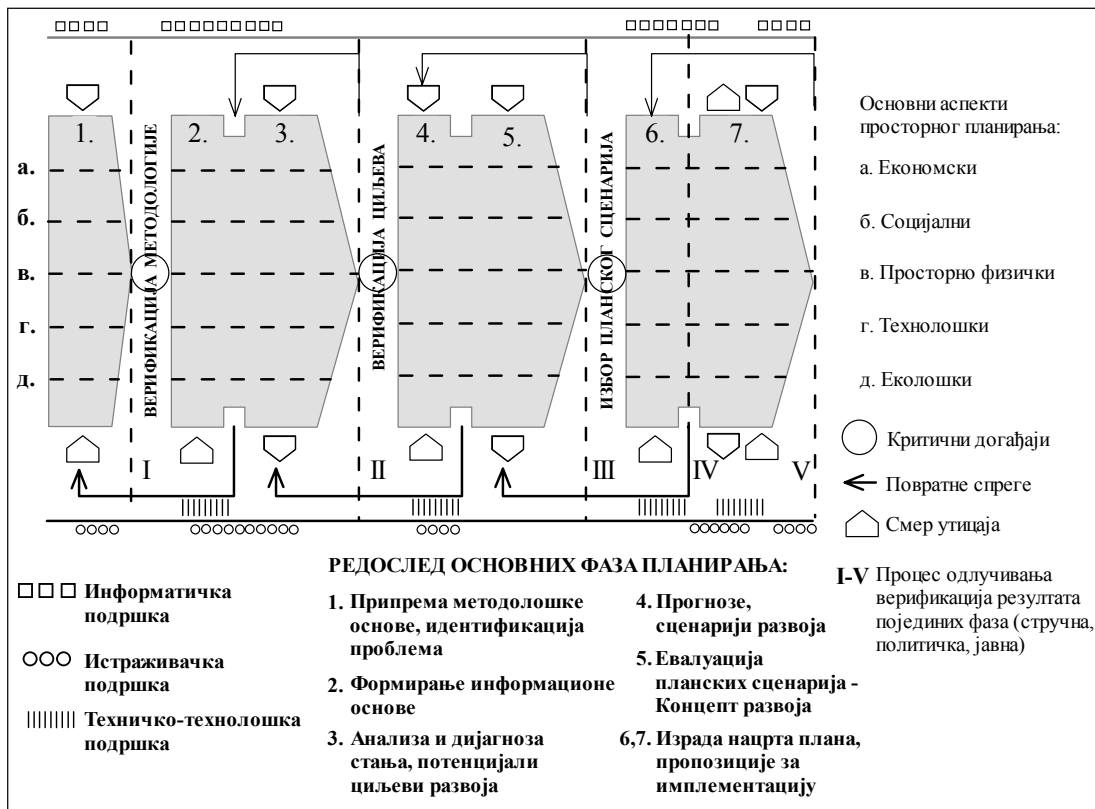 1.
2.
3.
4.
5.
6.
7.
а.
б.
в.
г.
д.
ВЕРИФИКАЦИЈА МЕТОДОЛОГИЈЕ
ВЕРИФИКАЦИЈА ЦИЉЕВА
ИЗБОР ПЛАНСКОГ СЦЕНАРИЈА
I
II
III
IV
V
Основни аспекти
просторног планирања:
а. Економски
б. Социјални
в. Просторно физички
г. Технолошки
д. Еколошки
Критични догађаји
Повратне спреге
Смер утицаја
I-V Процес одлучивања
верификација резултата
појединих фаза (стручна,
политичка, јавна)
Информатичка
подршка
Истраживачка
подршка
Техничко-технолошка
подршка
РЕДОСЛЕД ОСНОВНИХ ФАЗА ПЛАНИРАЊА:
1. Припрема методолошке
основе, идентификација
проблема
2. Формирање информационе
основе
3. Анализа и дијагноза
стања, потенцијали
циљеви развоја
4. Прогнозе,
сценарији развоја
5. Евалуација
планских сценарија -
Концепт развоја
6,7. Израда нацрта плана,
пропозиције за
имплементацију